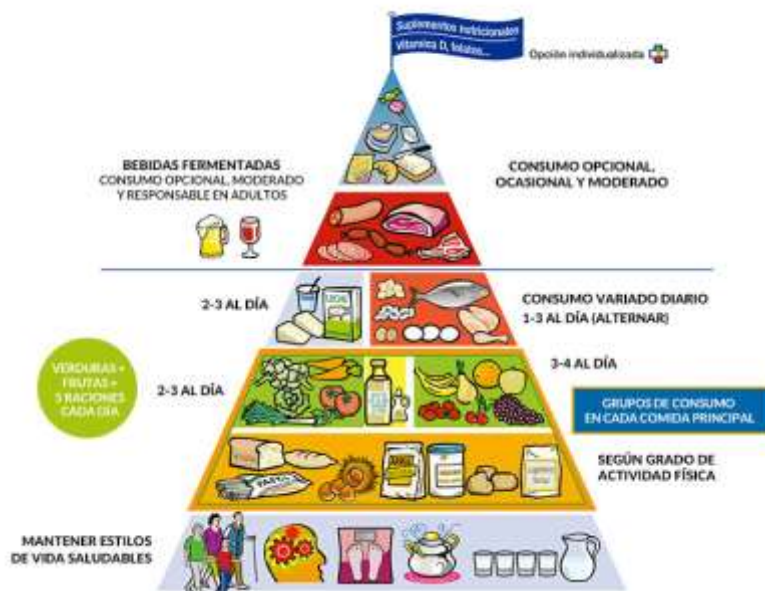 Suplementos nutricionales
Vitamina D, folatos...
Opción individualizada
BEBIDAS FERMENTADAS
CONSUMO OPCIONAL, MODERADO
Y RESPONSABLE EN ADULTOS
CONSUMO OPCIONAL,
OCASIONAL Y MODERADO
2-3 AL DÍA
LECHE
CONSUMO VARIADO DIARIO
1-3 AL DÍA (ALTERNAR)
VERDURAS +
FRUTAS =
5 RACIONES
CADA DÍA
2-3 AL DÍA
3-4 AL DÍA
GRUPOS DE CONSUMO
EN CADA COMIDA PRINCIPAL
SEGÚN GRADO DE
ACTIVIDAD FÍSICA
MANTENER ESTILOS
DE VIDA SALUDABLES